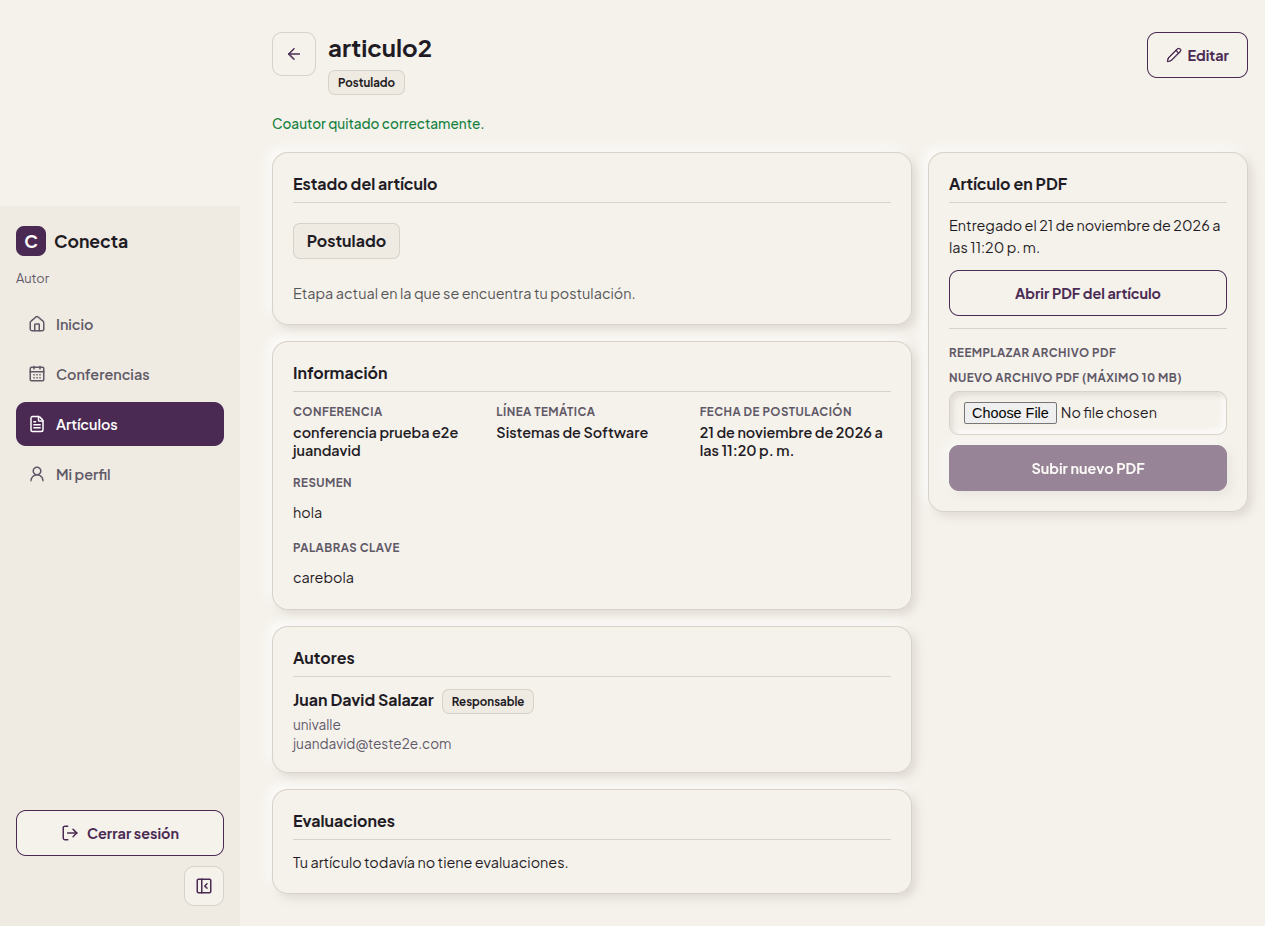 articulo2
Postulado
Editar
Coautor quitado correctamente.
C Conecta
Autor
Inicio
Conferencias
Artículos
Mi perfil
Cerrar sesión
Estado del artículo
Postulado
Etapa actual en la que se encuentra tu postulación.
Información
CONFERENCIA
conferencia prueba e2e
juandavid
LÍNEA TEMÁTICA
Sistemas de Software
FECHA DE POSTULACIÓN
21 de noviembre de 2026 a
las 11:20 p. m.
RESUMEN
hola
PALABRAS CLAVE
carebola
Autores
Juan David Salazar Responsable
univalle
juandavid@teste2e.com
Evaluaciones
Tu artículo todavía no tiene evaluaciones.
Artículo en PDF
Entregado el 21 de noviembre de 2026 a
las 11:20 p. m.
Abrir PDF del artículo
REEMPLAZAR ARCHIVO PDF
NUEVO ARCHIVO PDF (MÁXIMO 10 MB)
Choose File No file chosen
Subir nuevo PDF